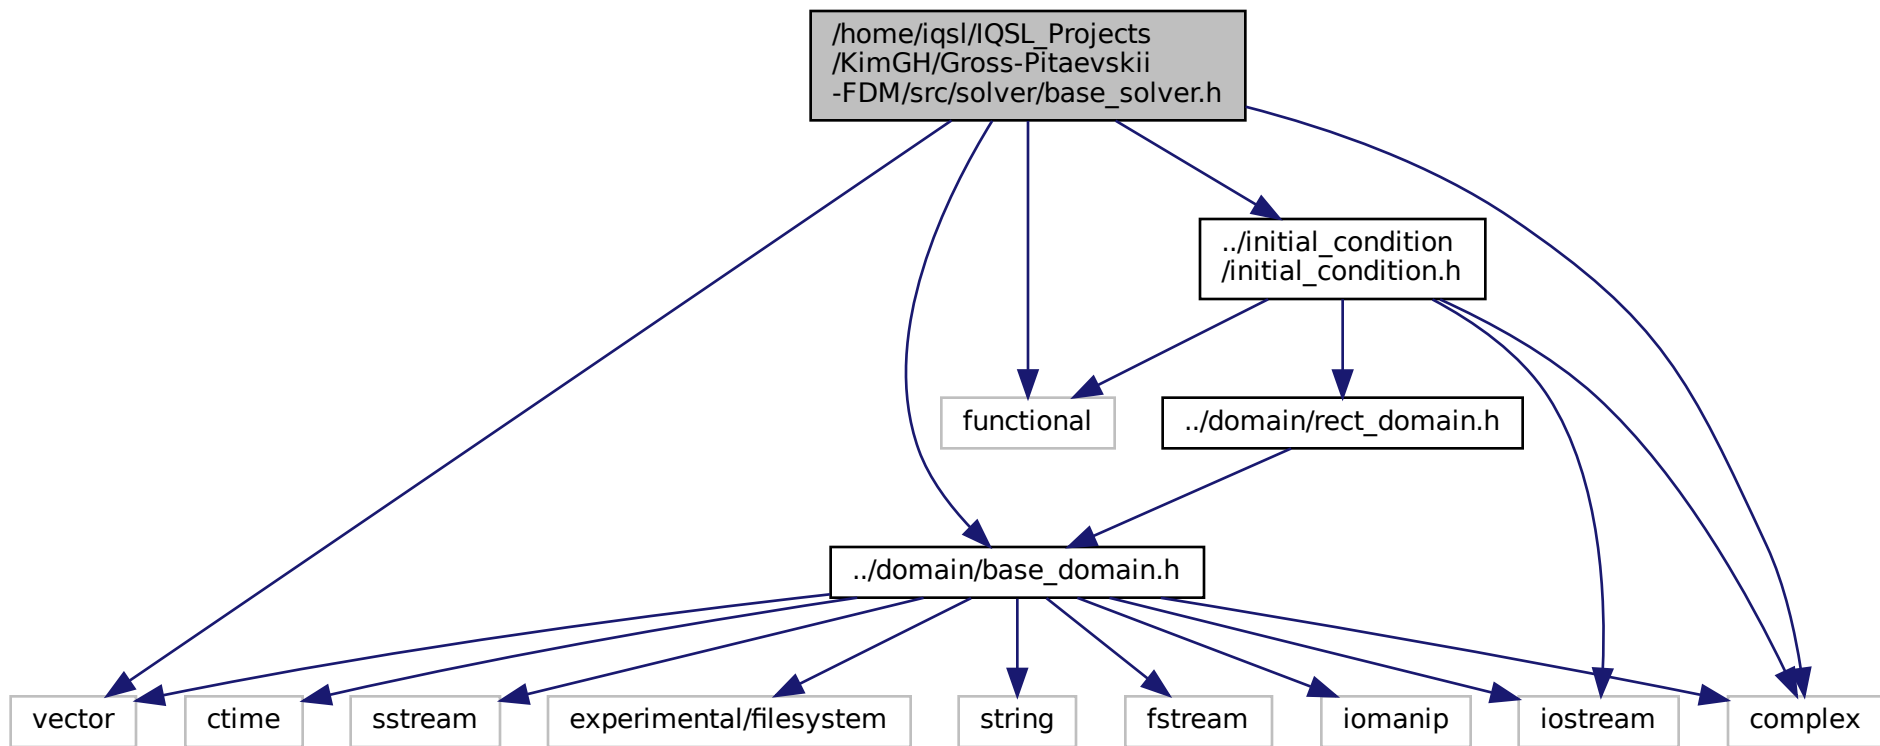 /home/iqsl/IQSL_Projects
/KimGH/Gross-Pitaevskii
-FDM/src/solver/base_solver.h
../initial_condition
/initial_condition.h
functional
../domain/rect_domain.h
../domain/base_domain.h
vector
ctime
sstream
experimental/filesystem
string
fstream
iomanip
iostream
complex